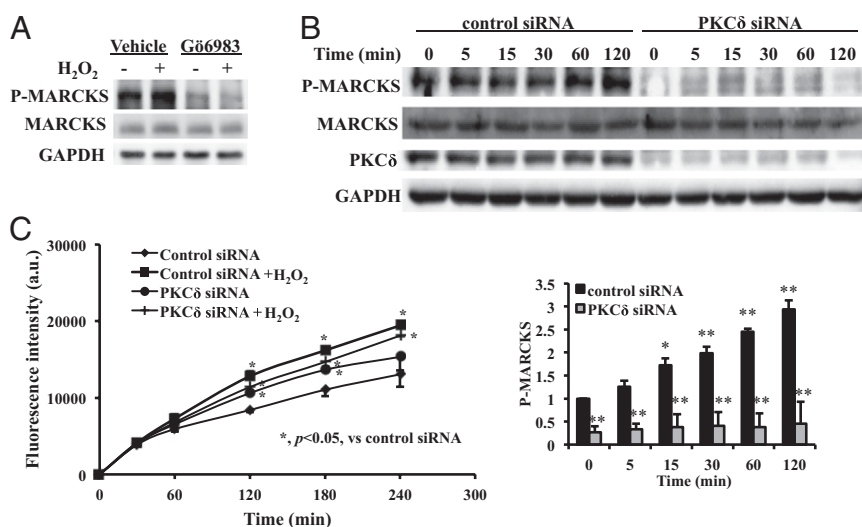 A
Vehicle Gö6983
H₂O₂ - + - +
P-MARCKS
MARCKS
GAPDH
B
control siRNA PKCδ siRNA
Time (min) 0 5 15 30 60 120 0 5 15 30 60 120
P-MARCKS
MARCKS
PKCδ
GAPDH
C
Fluorescence intensity (a.u.)
30000
20000
10000
0
0 60 120 180 240 300
Time (min)
Control siRNA
Control siRNA +H₂O₂
PKCδ siRNA
PKCδ siRNA + H₂O₂
* * *
* * *
* *
*, p<0.05, vs control siRNA
P-MARCKS
3.5
3
2.5
2
1.5
1
0.5
0
control siRNA
PKCδ siRNA
* ** ** **
** ** ** ** ** **
0 5 15 30 60 120
Time (min)